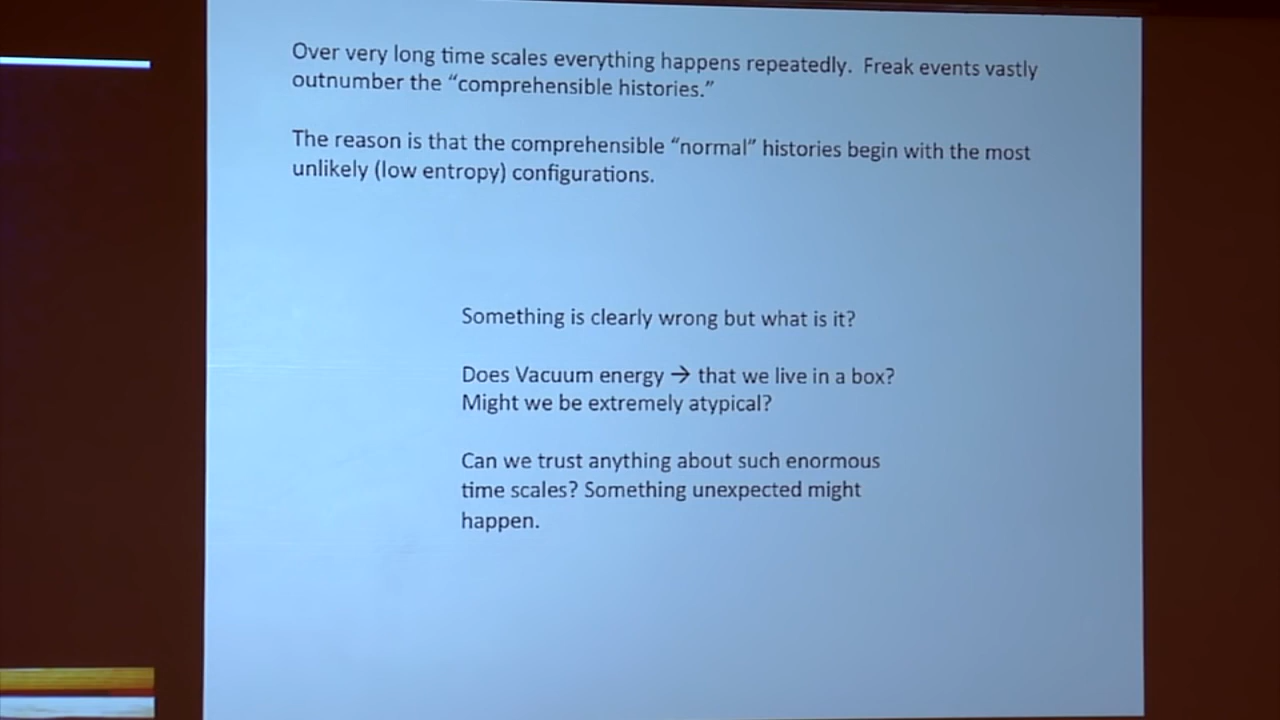 Over very long time scales everything happens repeatedly. Freak events vastly
outnumber the “comprehensible histories.”
The reason is that the comprehensible “normal” histories begin with the most
unlikely (low entropy) configurations.
Something is clearly wrong but what is it?
Does Vacuum energy → that we live in a box?
Might we be extremely atypical?
Can we trust anything about such enormous
time scales? Something unexpected might
happen.